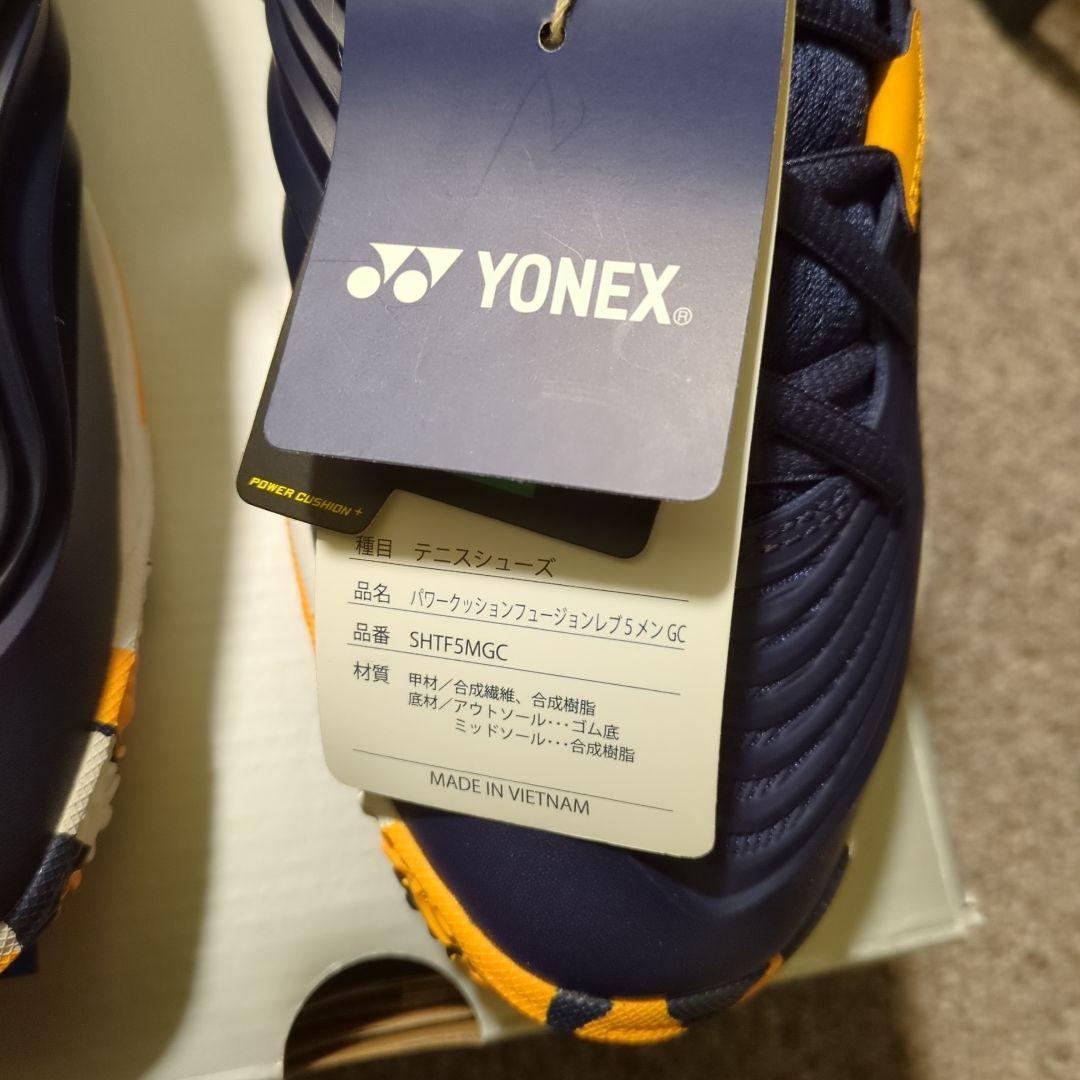 YONEX®
POWER CUSHION +
種目 テニスシューズ
品名 パワークッションフュージョンレブ5メンGC
品番 SHTF5MGC
材質 甲材／合成繊維、合成樹脂
底材／アウトソール･･･ゴム底
ミッドソール･･･合成樹脂
MADE IN VIETNAM